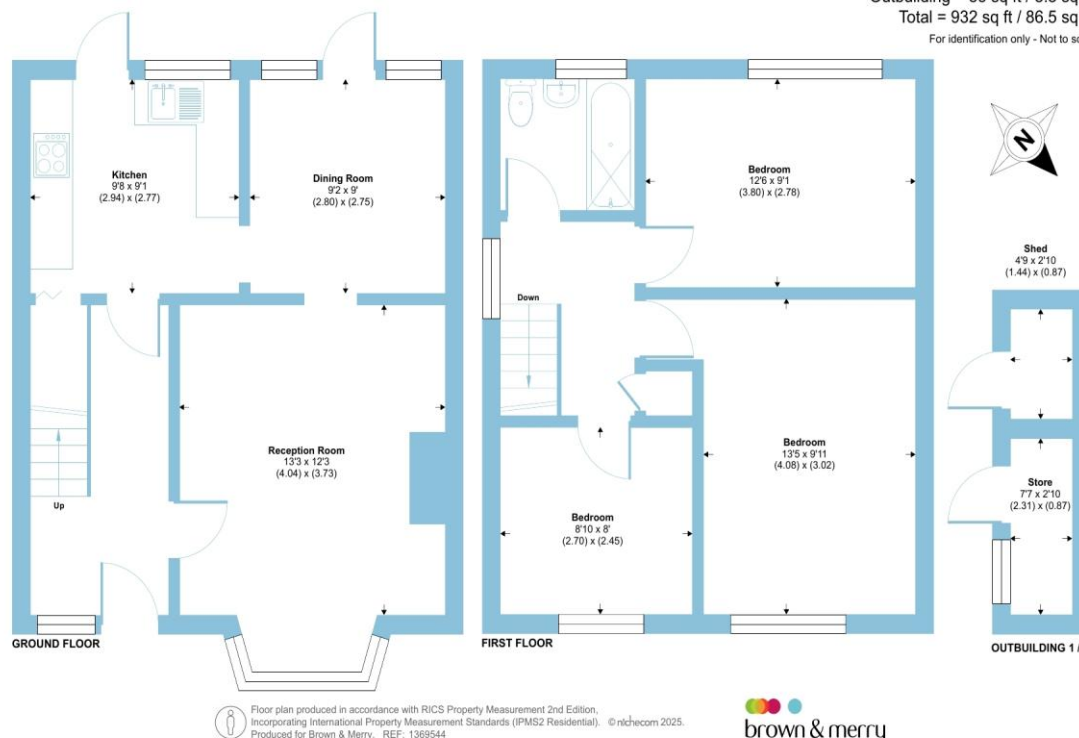 Total = 932 sq ft / 86.5 sq
For identification only - Not to sc
N
Kitchen
9'8 x 9'1
(2.94) x (2.77)
Dining Room
9'2 x 9'
(2.80) x (2.75)
Bedroom
12'6 x 9'1
(3.80) x (2.78)
Shed
4'9 x 2'10
(1.44) x (0.87)
Down
Reception Room
13'3 x 12'3
(4.04) x (3.73)
Up
Bedroom
13'5 x 9'11
(4.08) x (3.02)
Bedroom
8'10 x 8'
(2.70) x (2.45)
Store
7'7 x 2'10
(2.31) x (0.87)
GROUND FLOOR
FIRST FLOOR
OUTBUILDING 1 /
Floor plan produced in accordance with RICS Property Measurement 2nd Edition,
Incorporating International Property Measurement Standards (IPMS2 Residential). © nichecom 2025.
Produced for Brown & Merry. REF: 1369544
brown & merry